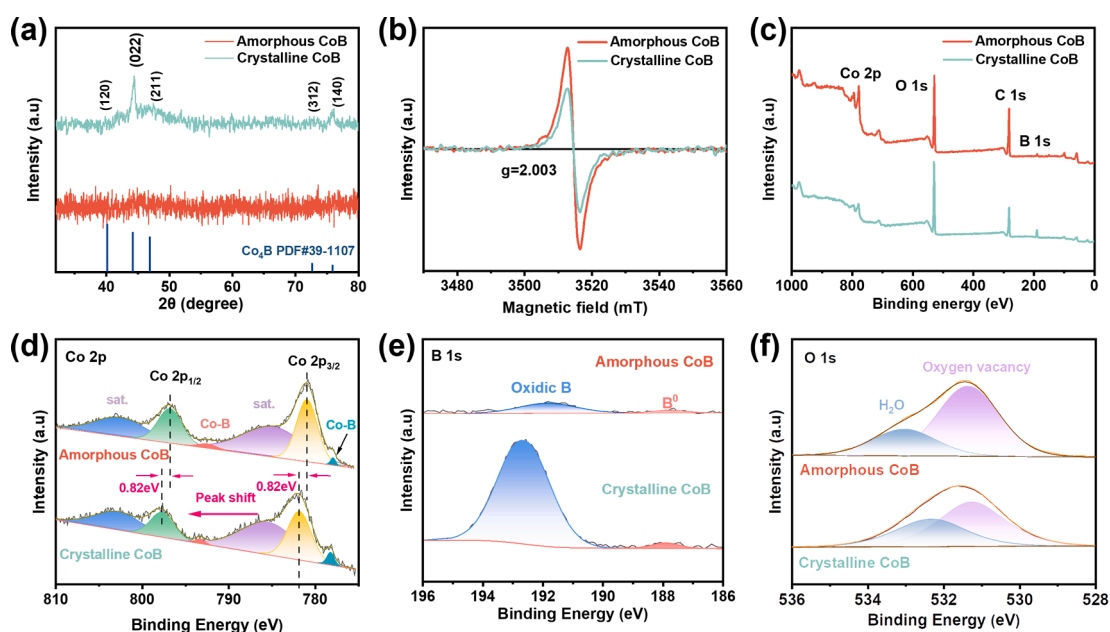 (a)
Amorphous CoB
Crystalline CoB
(120)
(022)
(211)
(312)
(140)
Intensity (a.u)
Co₄B PDF#39-1107
40 50 60 70 80
2θ (degree)
(b)
Amorphous CoB
Crystalline CoB
g=2.003
Intensity (a.u)
3480 3500 3520 3540 3560
Magnetic field (mT)
(c)
Amorphous CoB
Crystalline CoB
Co 2p
O 1s
C 1s
B 1s
Intensity (a.u)
1000 800 600 400 200 0
Binding energy (eV)
(d)
Co 2p
Co 2p₃/₂
Co 2p₁/₂
sat.
Co-B
sat.
Co-B
Amorphous CoB
0.82eV
0.82eV
Peak shift
Crystalline CoB
Intensity (a.u)
810 800 790 780
Binding Energy (eV)
(e)
B 1s
Amorphous CoB
Oxidic B
B⁰
Crystalline CoB
Intensity (a.u)
196 194 192 190 188 186
Binding Energy (eV)
(f)
O 1s
Oxygen vacancy
H₂O
Amorphous CoB
Crystalline CoB
Intensity (a.u)
536 534 532 530 528
Binding Energy (eV)